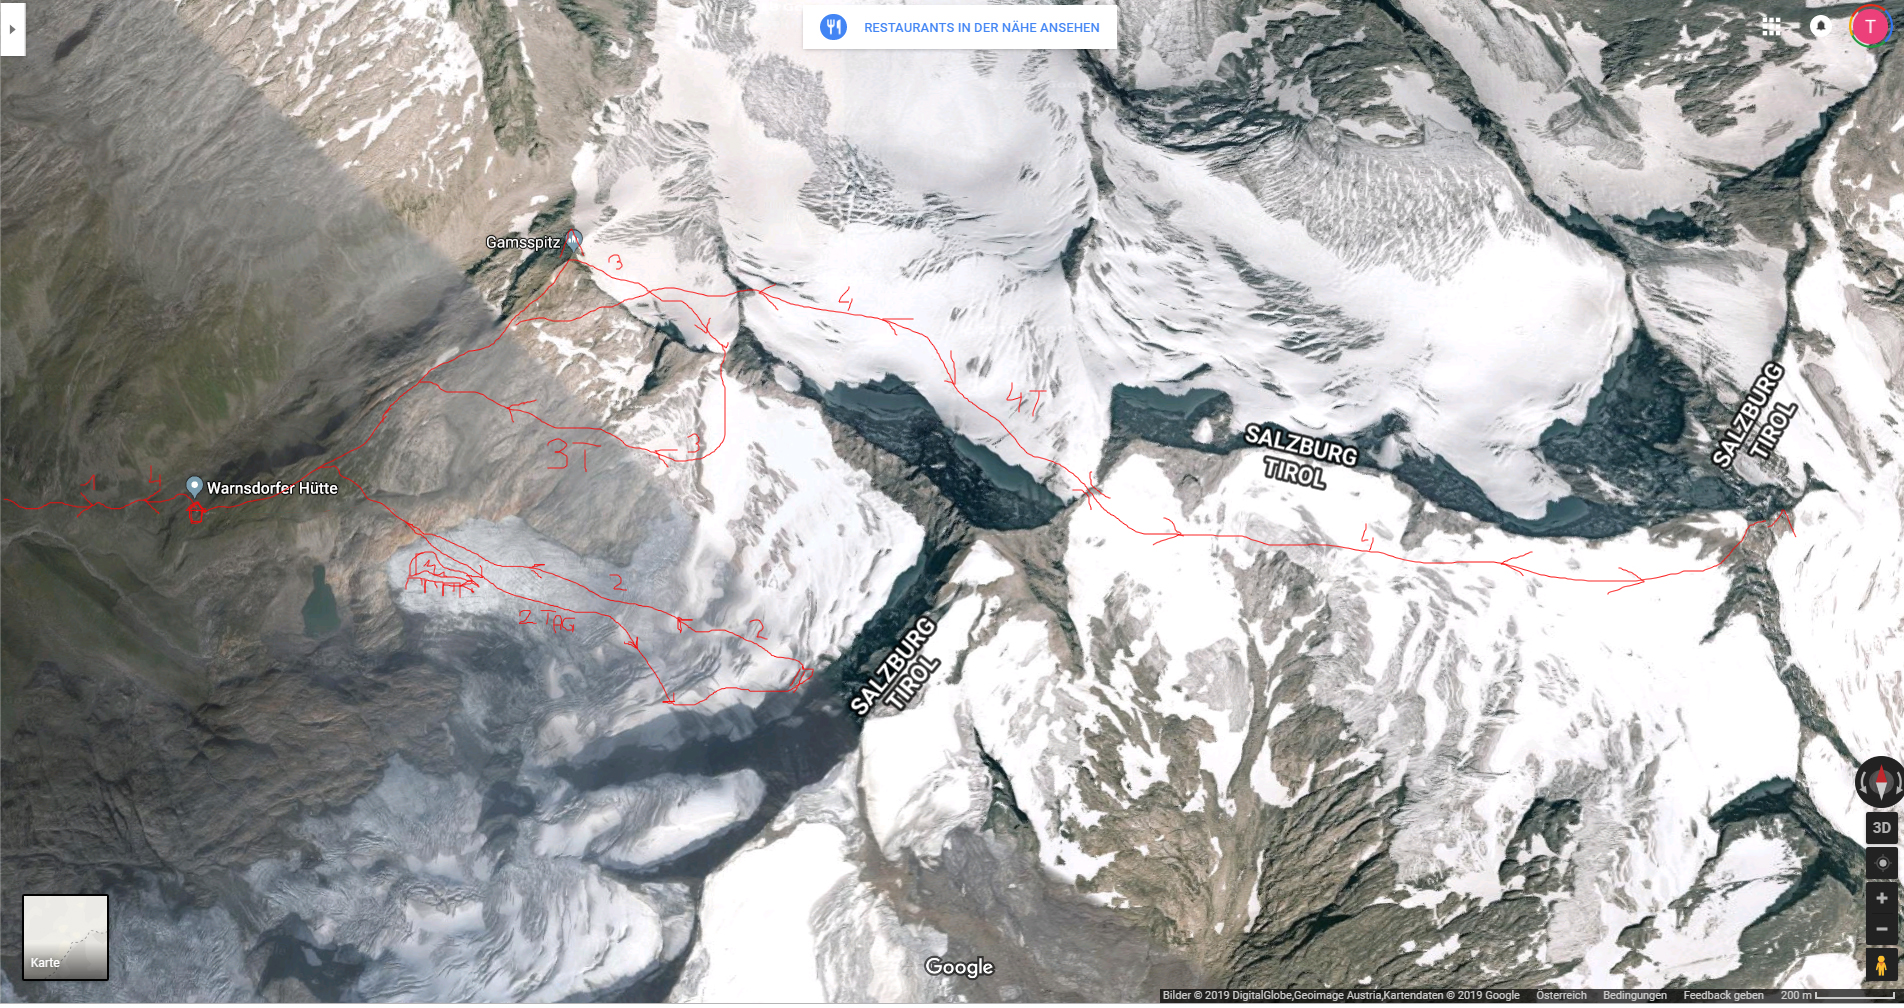 RESTAURANTS IN DER NÄHE ANSEHEN
T
Gamsspitz
3
4
4T
3
3T
SALZBURG
TIROL
SALZBURG
TIROL
1
4
Warnsdorfer Hütte
4
2
2 TAG
2
SALZBURG
TIROL
3D
Karte
Google
Bilder © 2019 DigitalGlobe,Geoimage Austria,Kartendaten © 2019 Google Österreich Bedingungen Feedback geben 200 m